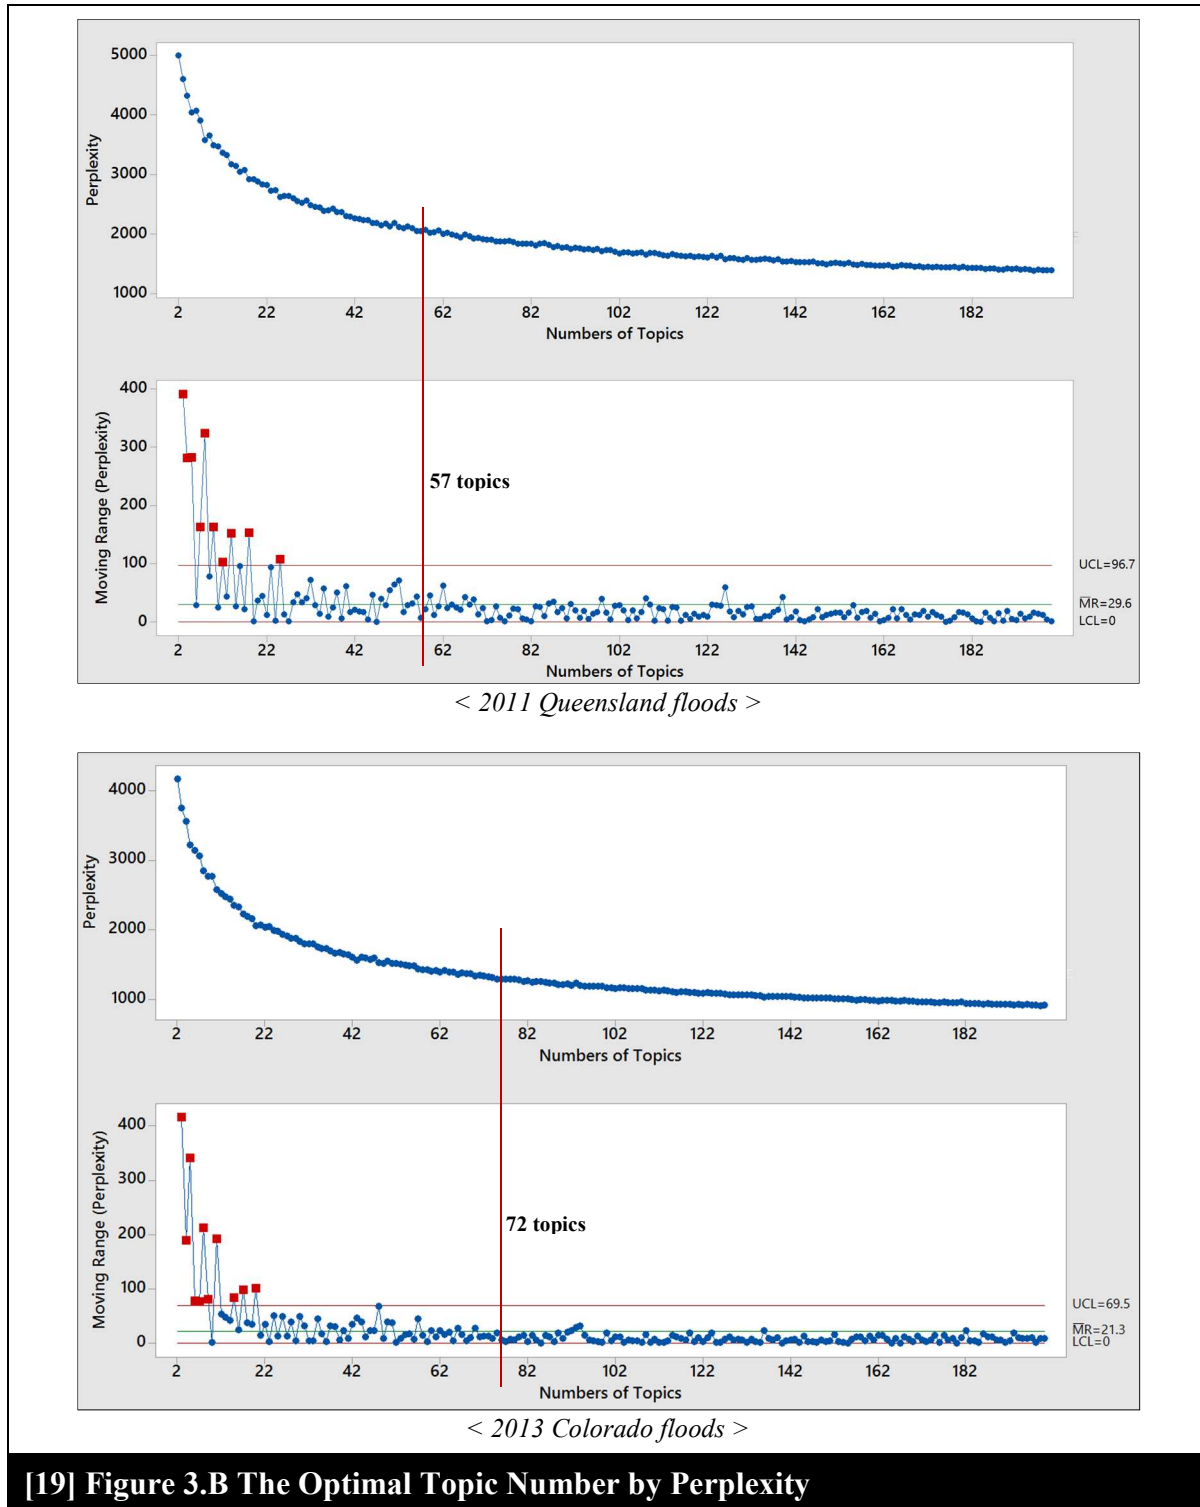 5000
4000
3000
2000
1000
Perplexity
2 22 42 62 82 102 122 142 162 182
Numbers of Topics
400
300
200
100
0
Moving Range (Perplexity)
57 topics
UCL=96.7
M̅R̅=29.6
LCL=0
2 22 42 62 82 102 122 142 162 182
Numbers of Topics
< 2011 Queensland floods >
4000
3000
2000
1000
Perplexity
2 22 42 62 82 102 122 142 162 182
Numbers of Topics
400
300
200
100
0
Moving Range (Perplexity)
72 topics
UCL=69.5
M̅R̅=21.3
LCL=0
2 22 42 62 82 102 122 142 162 182
Numbers of Topics
< 2013 Colorado floods >
[19] Figure 3.B The Optimal Topic Number by Perplexity